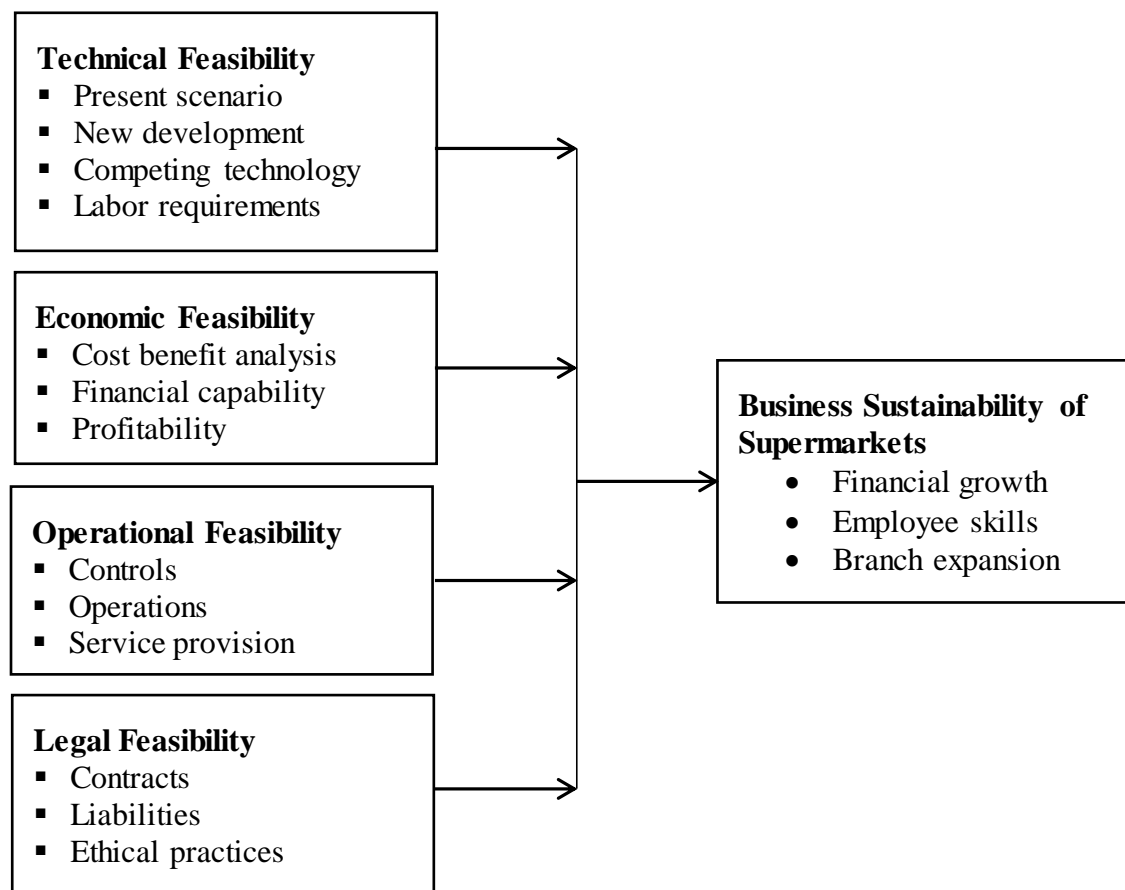 Technical Feasibility
▪ Present scenario
▪ New development
▪ Competing technology
▪ Labor requirements
Economic Feasibility
▪ Cost benefit analysis
▪ Financial capability
▪ Profitability
Operational Feasibility
▪ Controls
▪ Operations
▪ Service provision
Legal Feasibility
▪ Contracts
▪ Liabilities
▪ Ethical practices
Business Sustainability of
Supermarkets
• Financial growth
• Employee skills
• Branch expansion